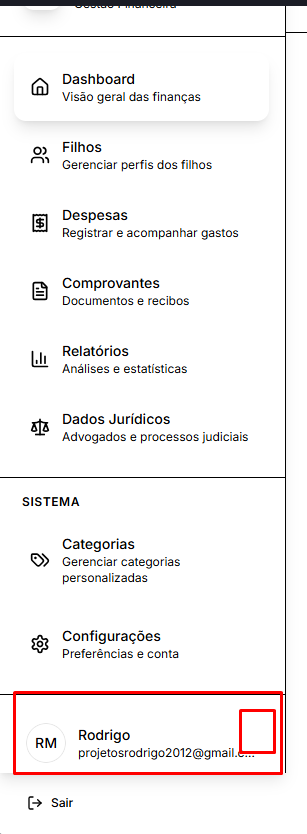 Dashboard
Visão geral das finanças
Filhos
Gerenciar perfis dos filhos
Despesas
Registrar e acompanhar gastos
Comprovantes
Documentos e recibos
Relatórios
Análises e estatísticas
Dados Jurídicos
Advogados e processos judiciais
SISTEMA
Categorias
Gerenciar categorias
personalizadas
Configurações
Preferências e conta
RM
Rodrigo
projetosrodrigo2012@gmail.c...
Sair